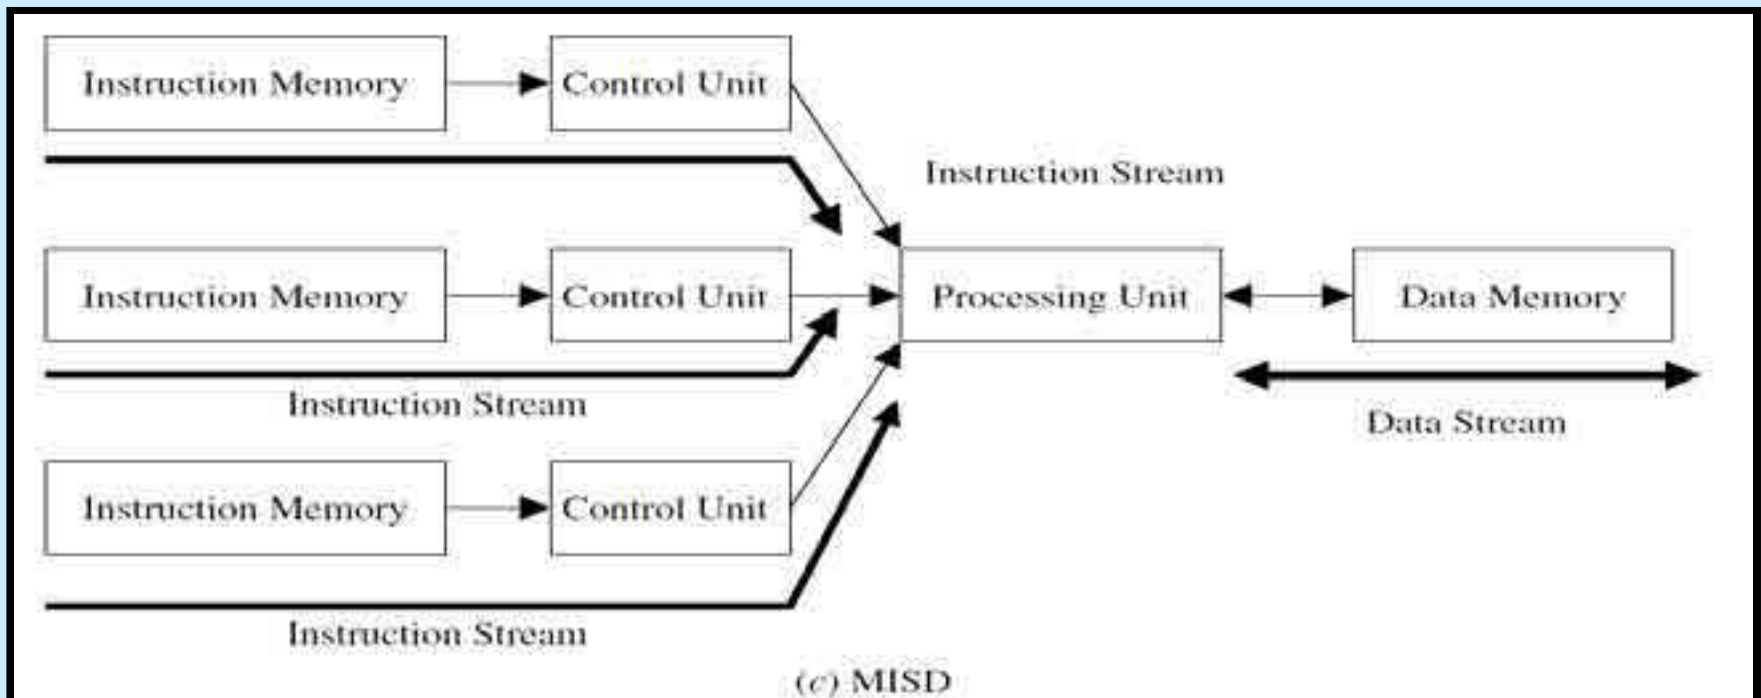 Instruction Memory
Control Unit
Instruction Stream
Instruction Memory
Control Unit
Processing Unit
Data Memory
Instruction Stream
Data Stream
Instruction Memory
Control Unit
Instruction Stream
(c) MISD